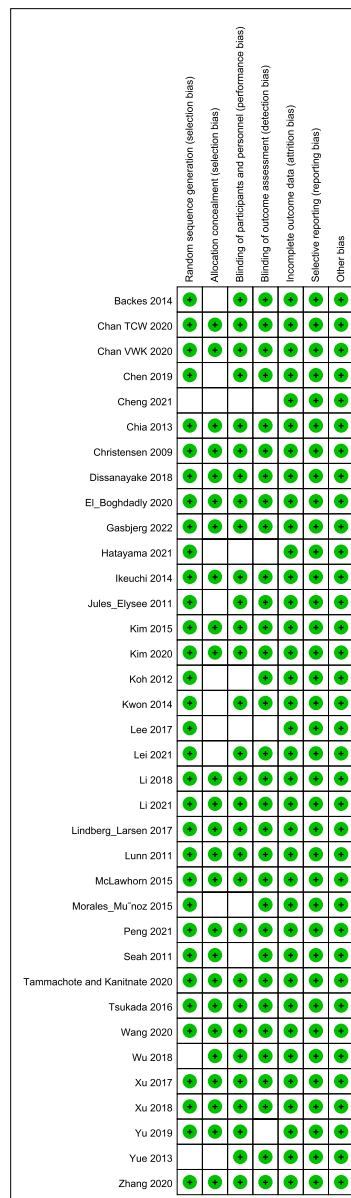 Random sequence generation (selection bias)
Allocation concealment (selection bias)
Blinding of participants and personnel (performance bias)
Blinding of outcome assessment (detection bias)
Incomplete outcome data (attrition bias)
Selective reporting (reporting bias)
Other bias
Backes 2014
Chan TCW 2020
Chan VWK 2020
Chen 2019
Cheng 2021
Chia 2013
Christensen 2009
Dissanayake 2018
El_Boghdadly 2020
Gasbjerg 2022
Hatayama 2021
Ikeuchi 2014
Jules_Elysee 2011
Kim 2015
Kim 2020
Koh 2012
Kwon 2014
Lee 2017
Lei 2021
Li 2018
Li 2021
Lindberg_Larsen 2017
Lunn 2011
McLawhorn 2015
Morales_Mu˜noz 2015
Peng 2021
Seah 2011
Tammachote and Kanitnate 2020
Tsukada 2016
Wang 2020
Wu 2018
Xu 2017
Xu 2018
Yu 2019
Yue 2013
Zhang 2020